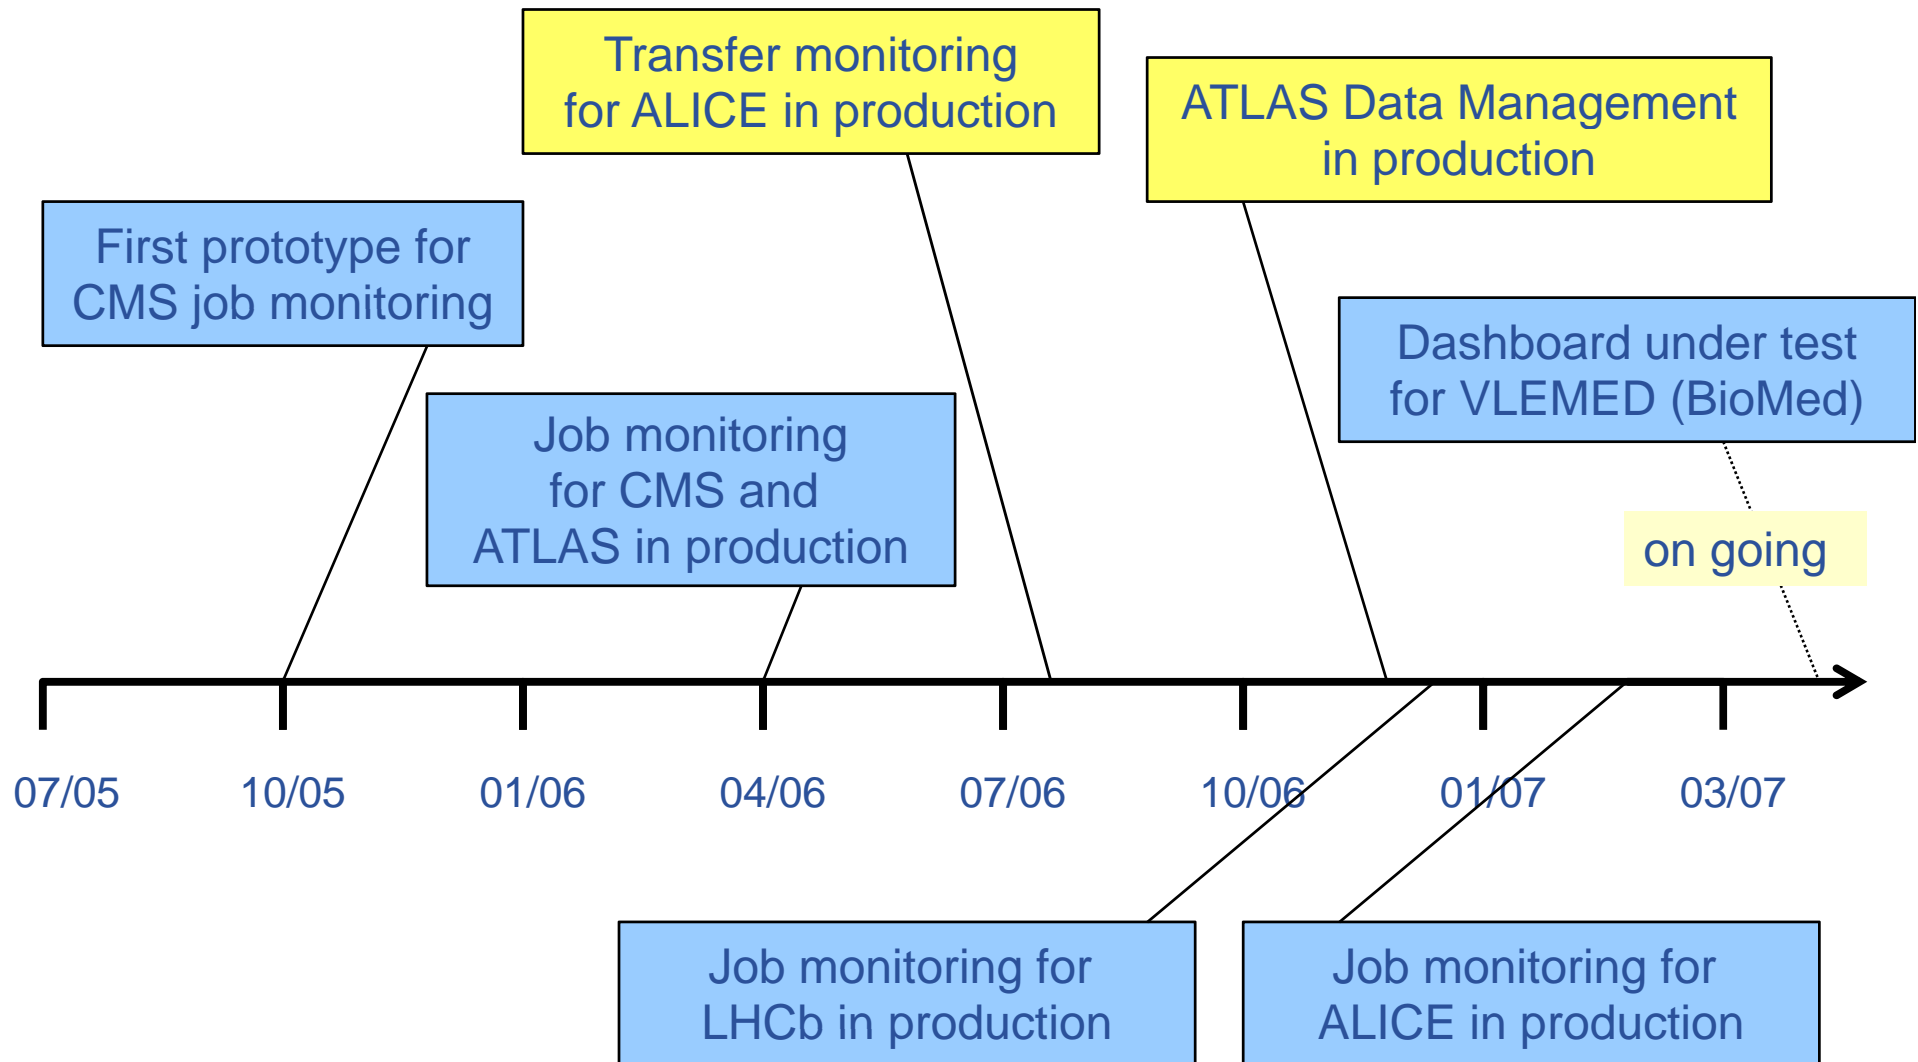 Transfer monitoring
for ALICE in production
ATLAS Data Management
in production
First prototype for
CMS job monitoring
Dashboard under test
for VLEMED (BioMed)
Job monitoring
for CMS and
ATLAS in production
on going
07/05
10/05
01/06
04/06
07/06
10/06
01/07
03/07
Job monitoring for
LHCb in production
Job monitoring for
ALICE in production